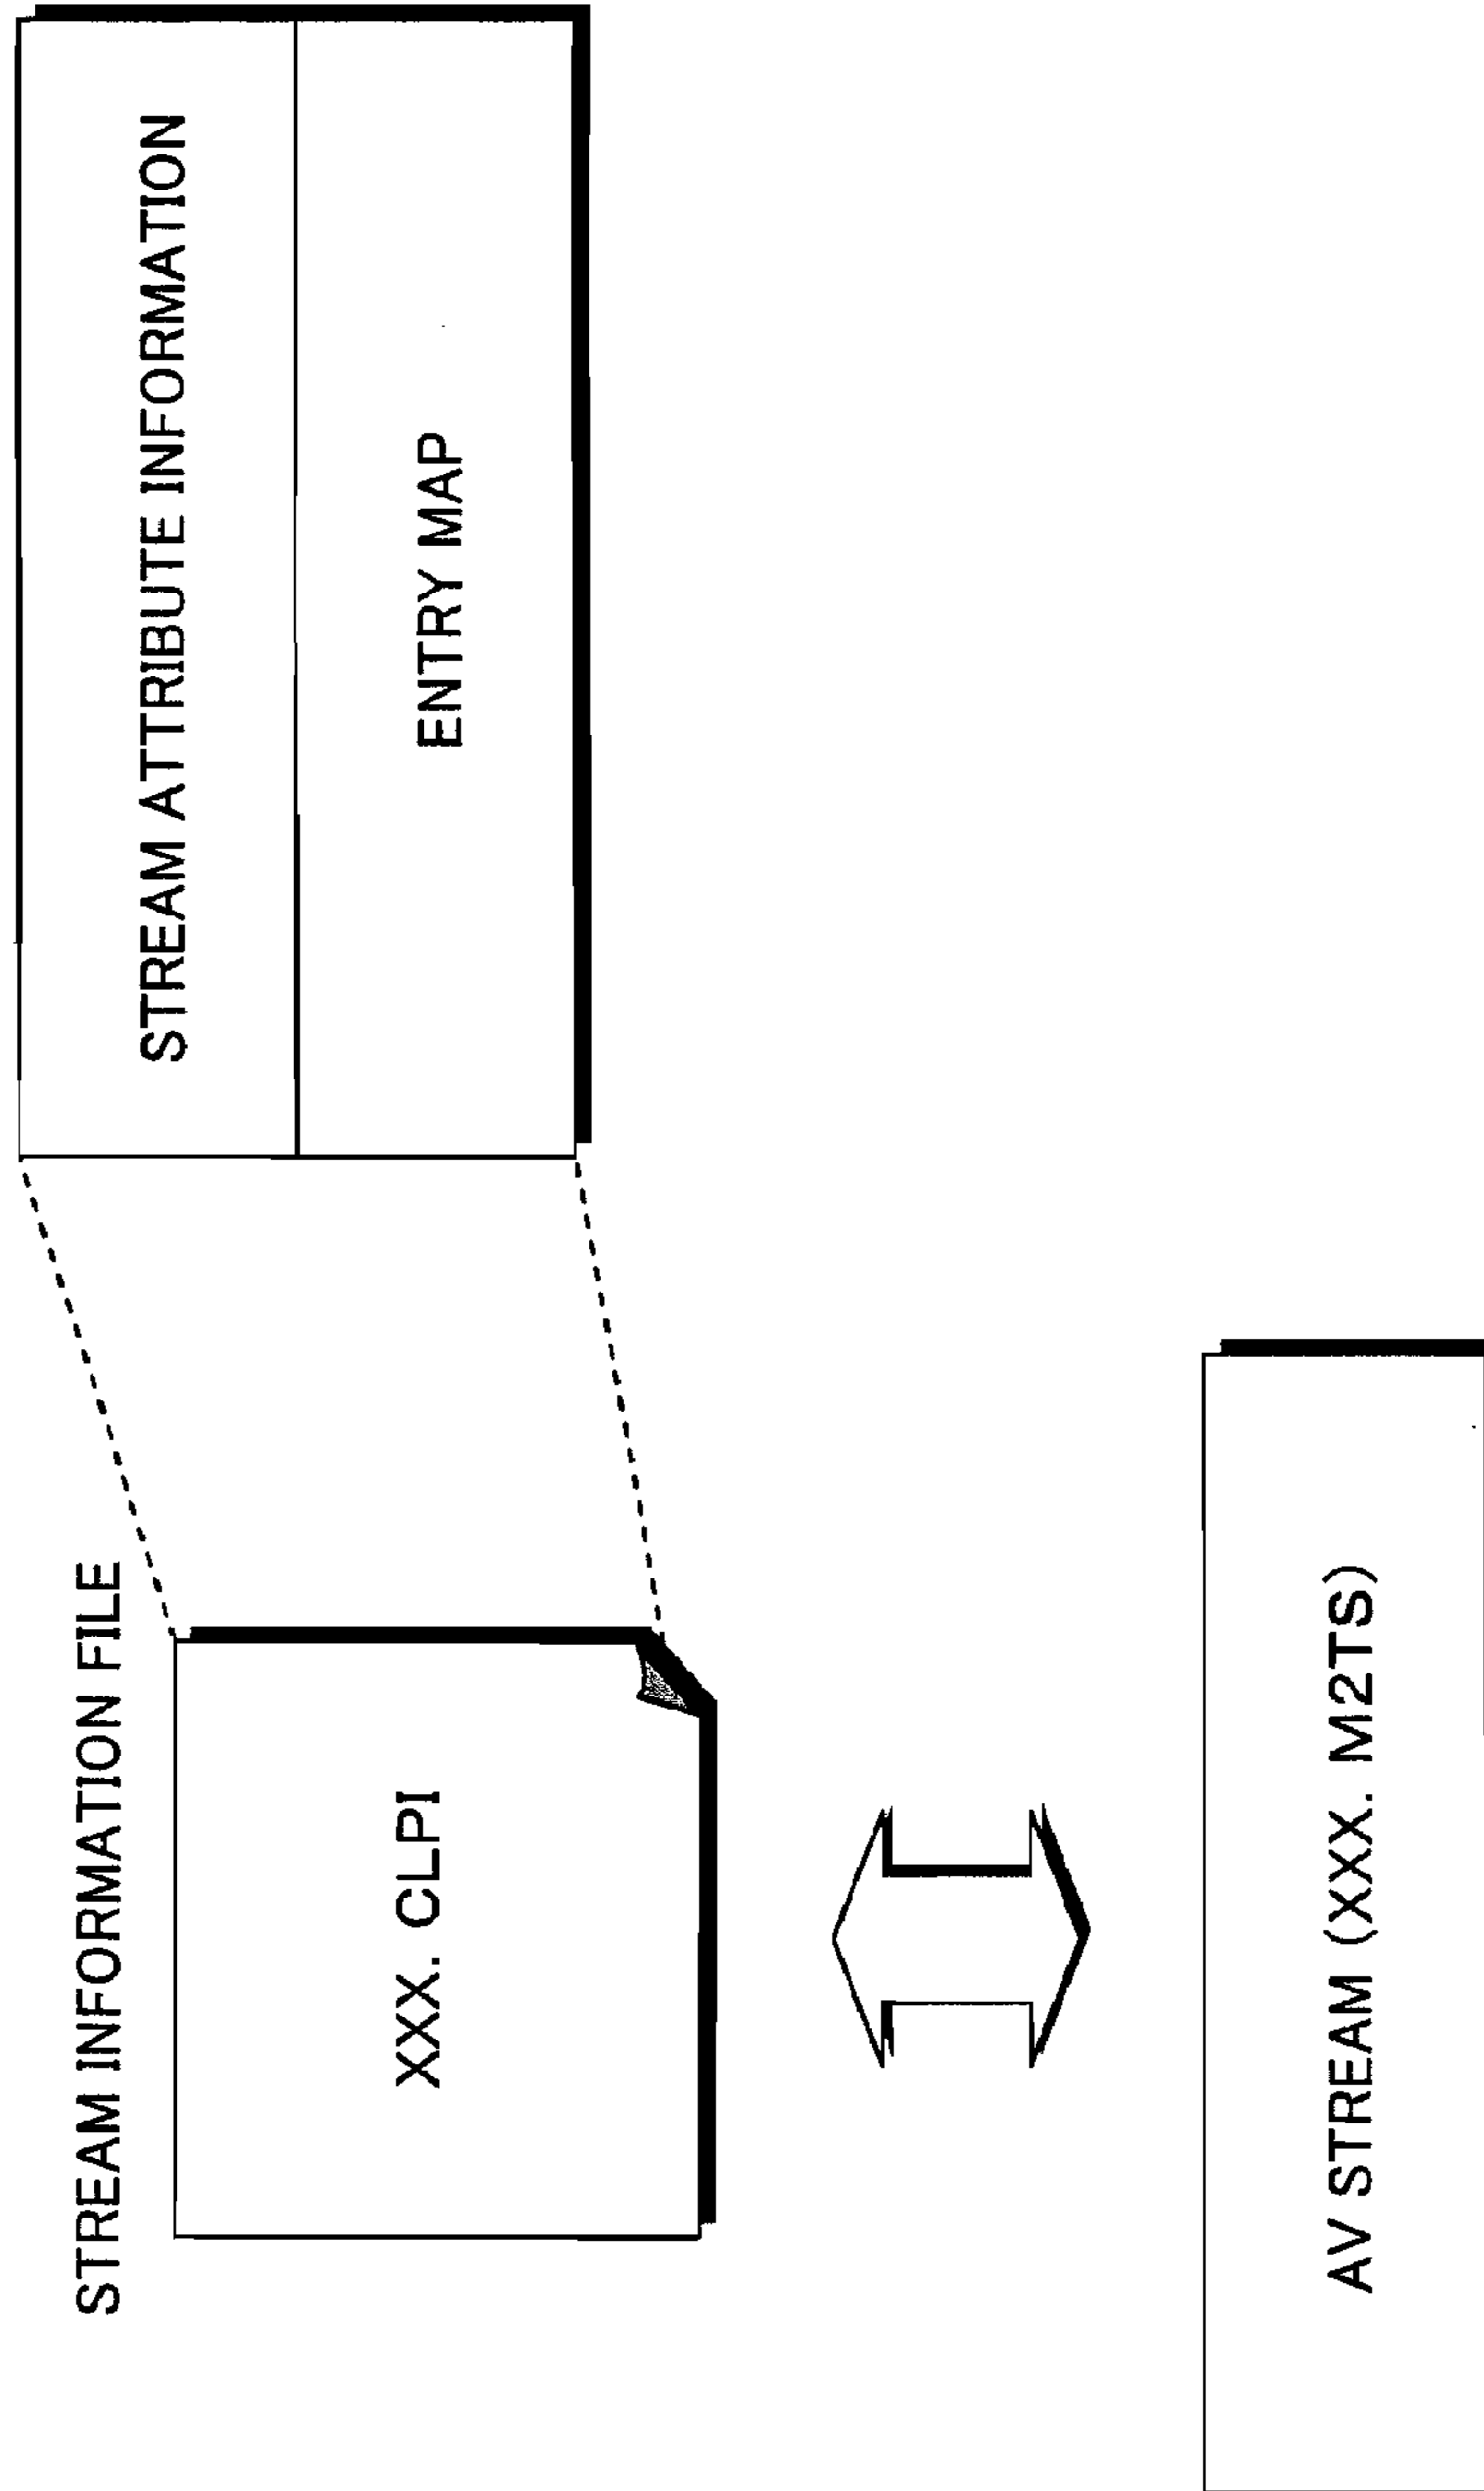 STREAM INFORMATION FILE
XXX. CLPI
STREAM ATTRIBUTE INFORMATION
ENTRY MAP
AV STREAM (XXX. M2TS)